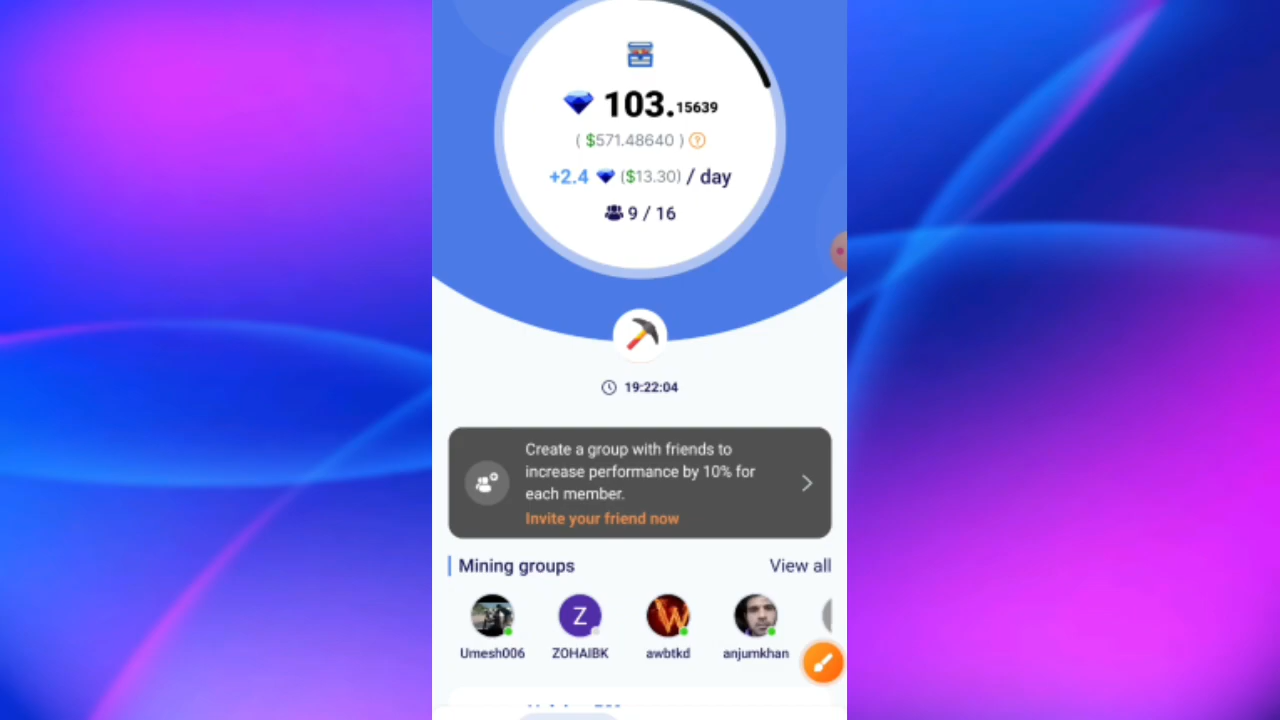 103.15639
( $571.48640 ) ?
+2.4 ($13.30) / day
9 / 16
19:22:04
Create a group with friends to
increase performance by 10% for
each member.
Invite your friend now
Mining groups
View all
Z
W
Umesh006
ZOHAIBK
awbtkd
anjumkhan